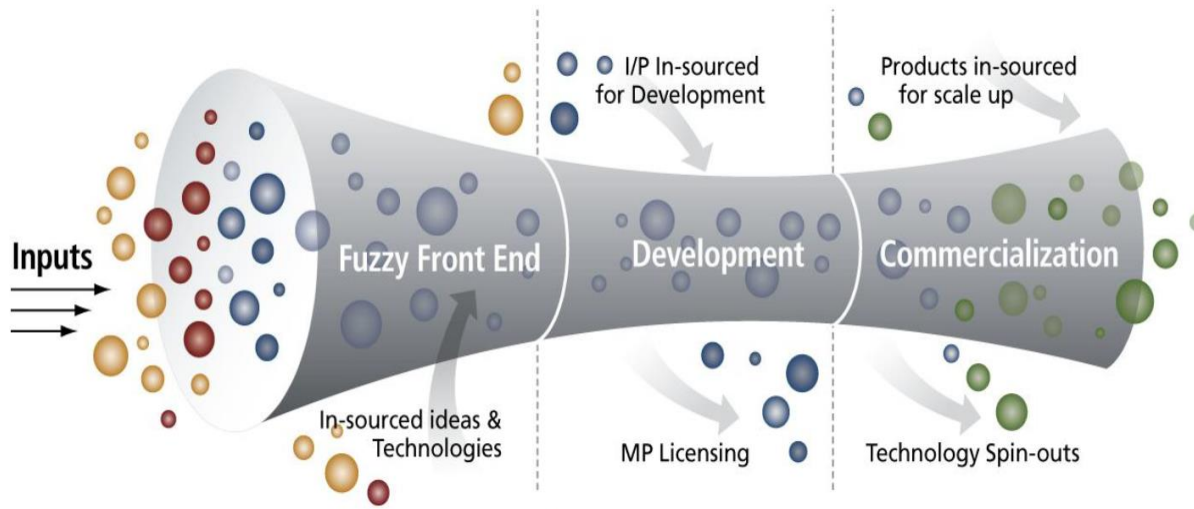 I/P In-sourced
for Development
Products in-sourced
for scale up
Inputs
Fuzzy Front End
Development
Commercialization
In-sourced ideas &
Technologies
MP Licensing
Technology Spin-outs